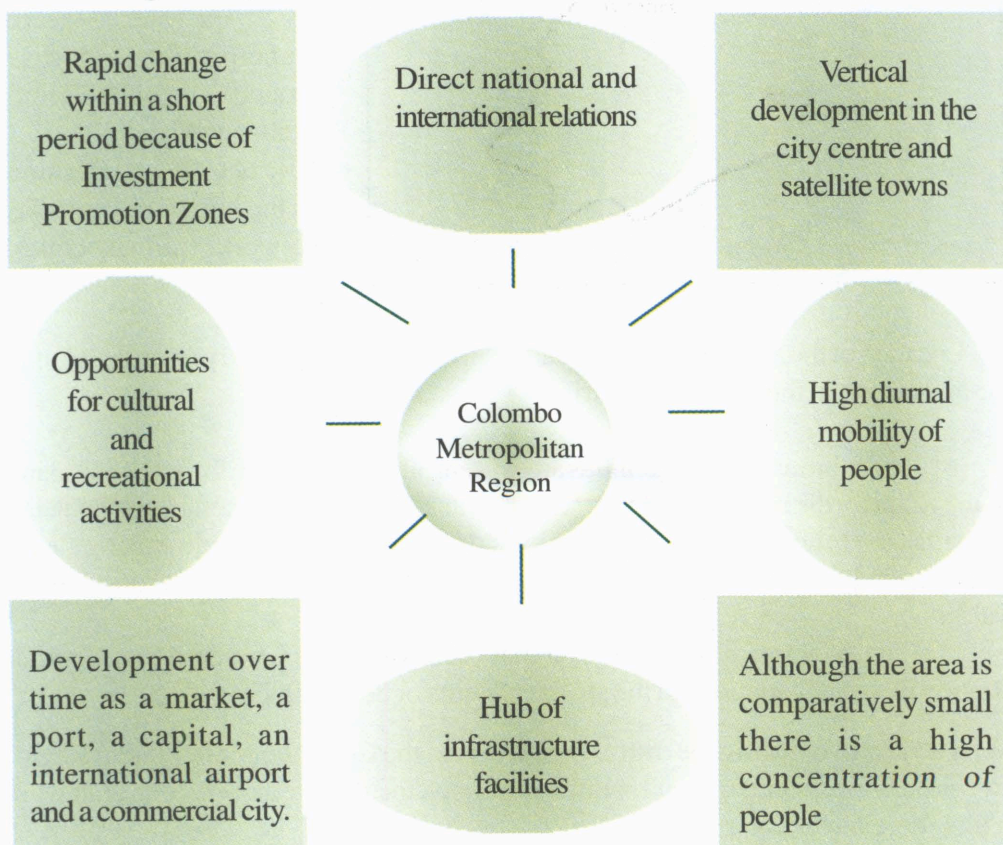 Rapid change
within a short
period because of
Investment
Promotion Zones
Direct national and
international relations
Vertical
development in the
city centre and
satellite towns
Opportunities
for cultural
and
recreational
activities
Colombo
Metropolitan
Region
High diurnal
mobility of
people
Development over
time as a market, a
port, a capital, an
international airport
and a commercial city.
Hub of
infrastructure
facilities
Although the area is
comparatively small
there is a high
concentration of
people